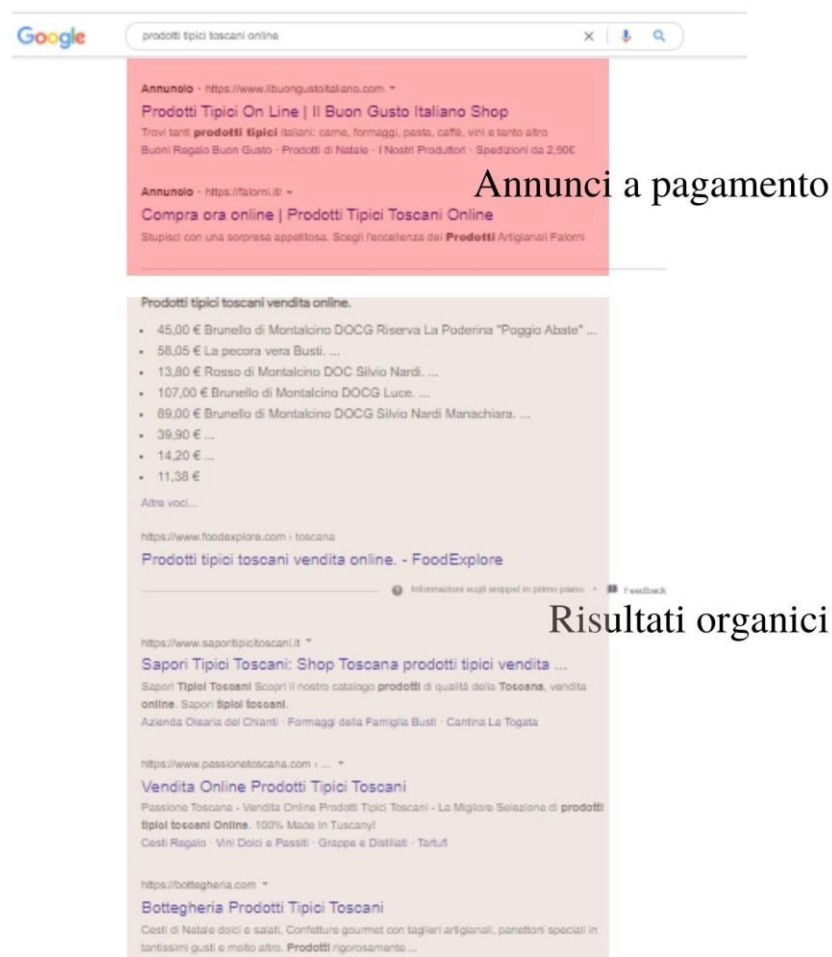 Google
prodotti tipici toscani online
Annuncio · https://www.ilbuongustoitaliano.com
Prodotti Tipici On Line | Il Buon Gusto Italiano Shop
Trovi tanti prodotti tipici italiani: carne, formaggi, pasta, caffè, vini e tanto altro
Buoni Regalo Buon Gusto · Prodotti di Natale · I Nostri Produttori · Spedizioni da 2,90€
Annunci a pagamento
Annuncio · https://falorni.it/
Compra ora online | Prodotti Tipici Toscani Online
Stupisci con una sorpresa appetitosa. Scegli l'eccellenza dei Prodotti Artigianali Falorni
Prodotti tipici toscani vendita online.
• 45,00 € Brunello di Montalcino DOCG Riserva La Poderina "Poggio Abate" ...
• 58,05 € La pecora vera Busti. ...
• 13,80 € Rosso di Montalcino DOC Silvio Nardi. ...
• 107,00 € Brunello di Montalcino DOCG Luce. ...
• 89,00 € Brunello di Montalcino DOCG Silvio Nardi Manachiara. ...
• 39,90 € ...
• 14,20 € ...
• 11,38 €
Altre voci...
https://www.foodexplore.com › toscana
Prodotti tipici toscani vendita online. - FoodExplore
Informazioni sugli snippet in primo piano · Feedback
Risultati organici
https://www.saporitipicitoscani.it
Sapori Tipici Toscani: Shop Toscana prodotti tipici vendita ...
Sapori Tipici Toscani Scopri il nostro catalogo prodotti di qualità della Toscana, vendita
online. Sapori tipici toscani.
Azienda Olearia del Chianti · Formaggi della Famiglia Busti · Cantina La Togata
https://www.passionetoscana.com › ...
Vendita Online Prodotti Tipici Toscani
Passione Toscana - Vendita Online Prodotti Tipici Toscani - La Migliore Selezione di prodotti
tipici toscani Online. 100% Made in Tuscany!
Cesti Regalo · Vini Dolci e Passiti · Grappe e Distillati · Tartufi
https://bottegheria.com
Bottegheria Prodotti Tipici Toscani
Cesti di Natale dolci e salati, Confetture gourmet con taglieri artigianali, panettoni speciali in
tantissimi gusti e molto altro. Prodotti rigorosamente ...